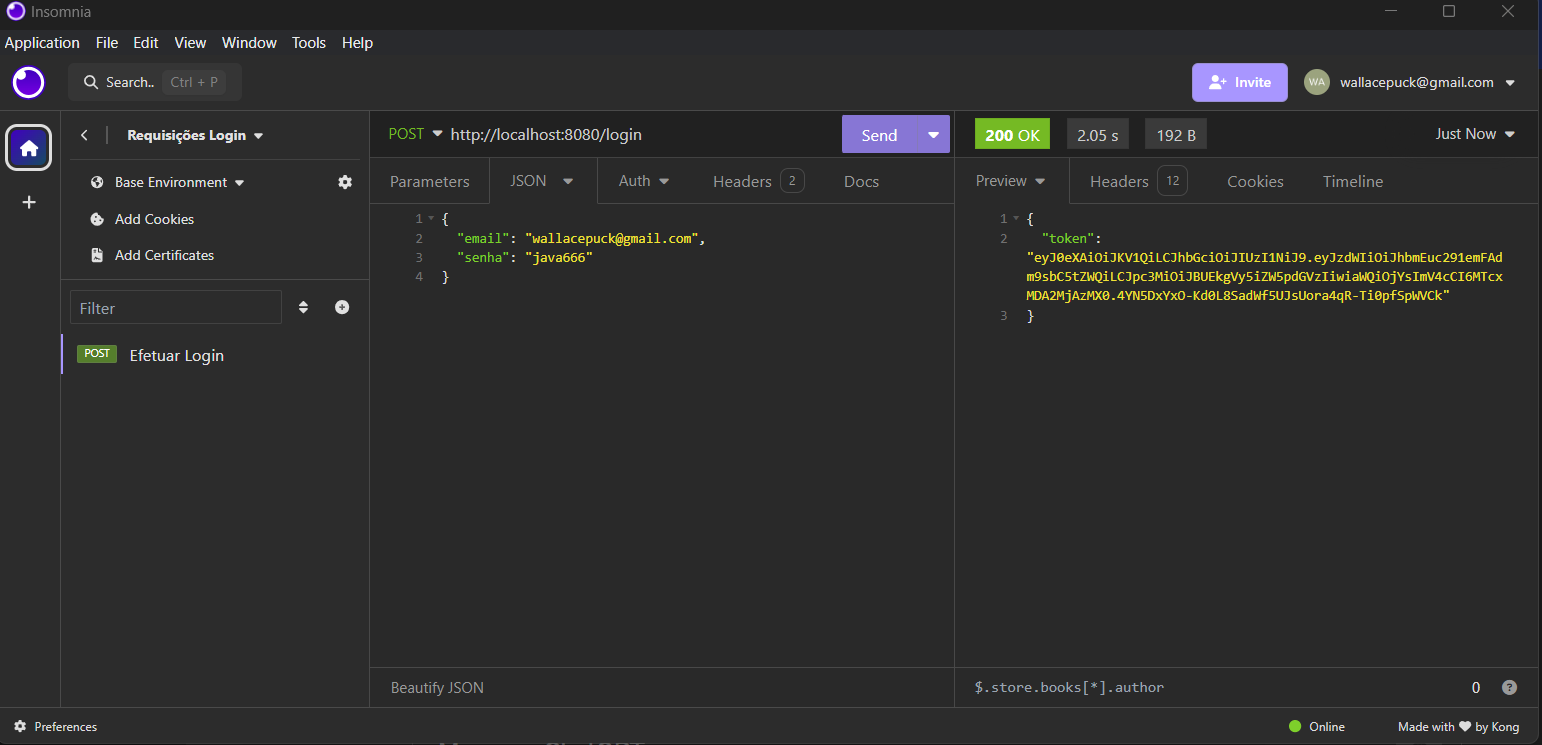 Insomnia
Application File Edit View Window Tools Help
Search.. Ctrl + P
Invite
WA wallacepuck@gmail.com
Requisições Login
Base Environment
Add Cookies
Add Certificates
Filter
POST Efetuar Login
POST http://localhost:8080/login Send
Parameters JSON Auth Headers 2 Docs
1 {
2 "email": "wallacepuck@gmail.com",
3 "senha": "java666"
4 }
Beautify JSON
200 OK 2.05 s 192 B Just Now
Preview Headers 12 Cookies Timeline
1 {
2 "token":
"eyJ0eXAiOiJKV1QiLCJhbGciOiJIUzI1NiJ9.eyJzdWIiOiJhbmEuc291emFAd
m9sbC5tZWQiLCJpc3MiOiJBUEkgVy5iZW5pdGVzIiwiaWQiOjYsImV4cCI6MTcx
MDA2MjAzMX0.4YN5DxYxO-Kd0L8SadWf5UJsUora4qR-Ti0pfSpWVCk"
3 }
$.store.books[*].author 0 ?
Preferences
Online Made with by Kong